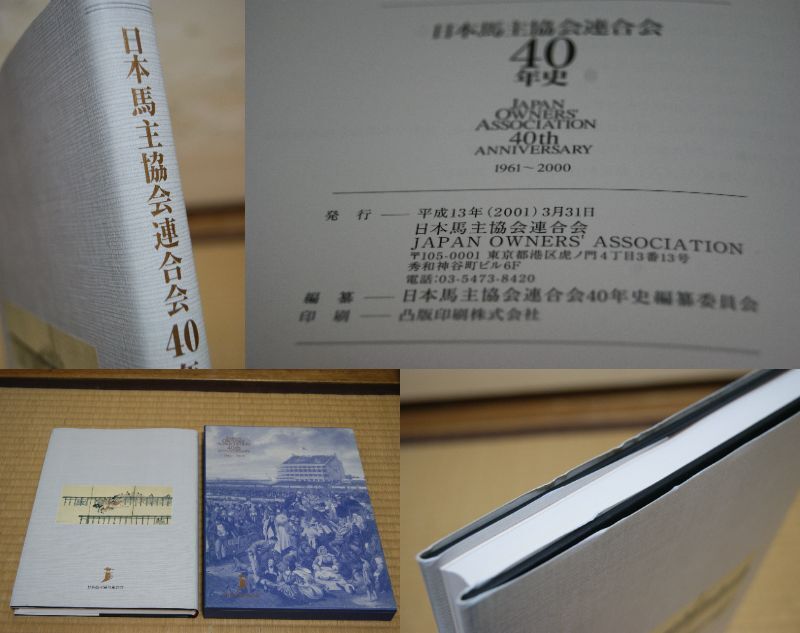 日本馬主協会連合会 40年
日本馬主協会連合会
40
年史
JAPAN
OWNERS'
ASSOCIATION
40th
ANNIVERSARY
1961～2000
発 行 ── 平成13年(2001)3月31日
日本馬主協会連合会
JAPAN OWNERS' ASSOCIATION
〒105-0001 東京都港区虎ノ門4丁目3番13号
秀和神谷町ビル6F
電話:03-5473-8420
編 纂 ── 日本馬主協会連合会40年史編纂委員会
印 刷 ── 凸版印刷株式会社